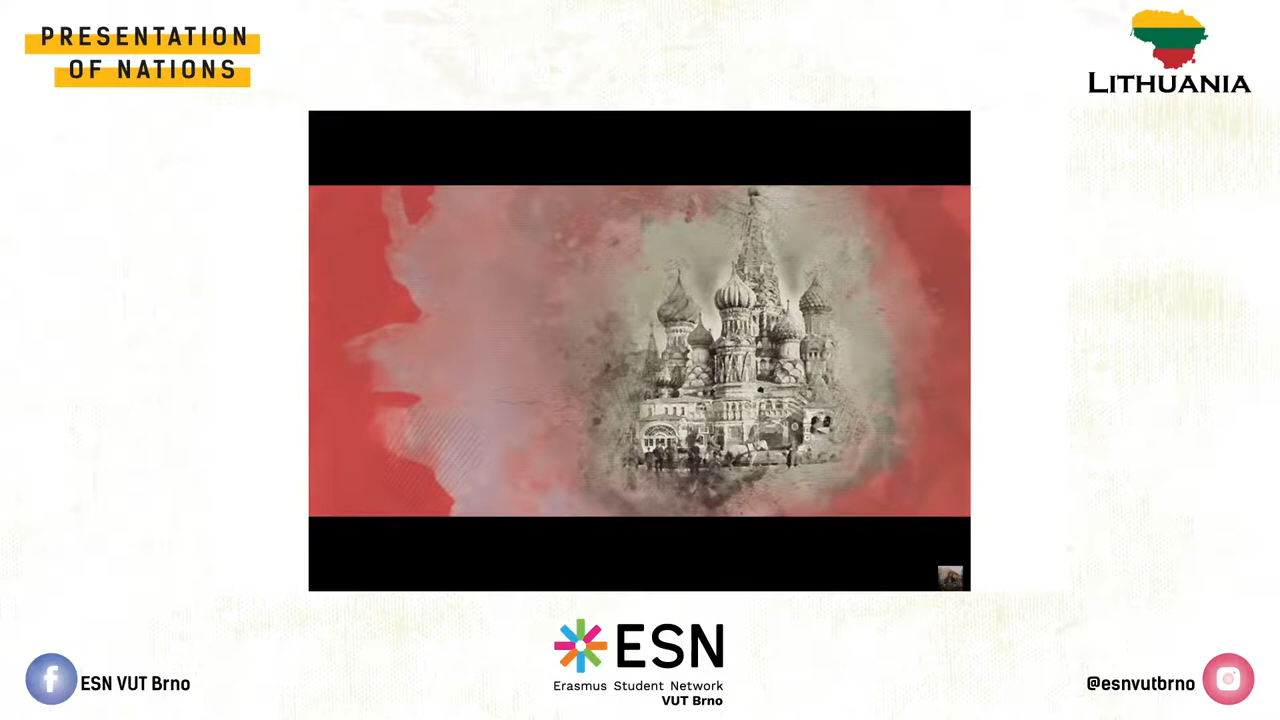 PRESENTATION
OF NATIONS
LITHUANIA
ESN
Erasmus Student Network
VUT Brno
ESN VUT Brno
@esnvutbrno